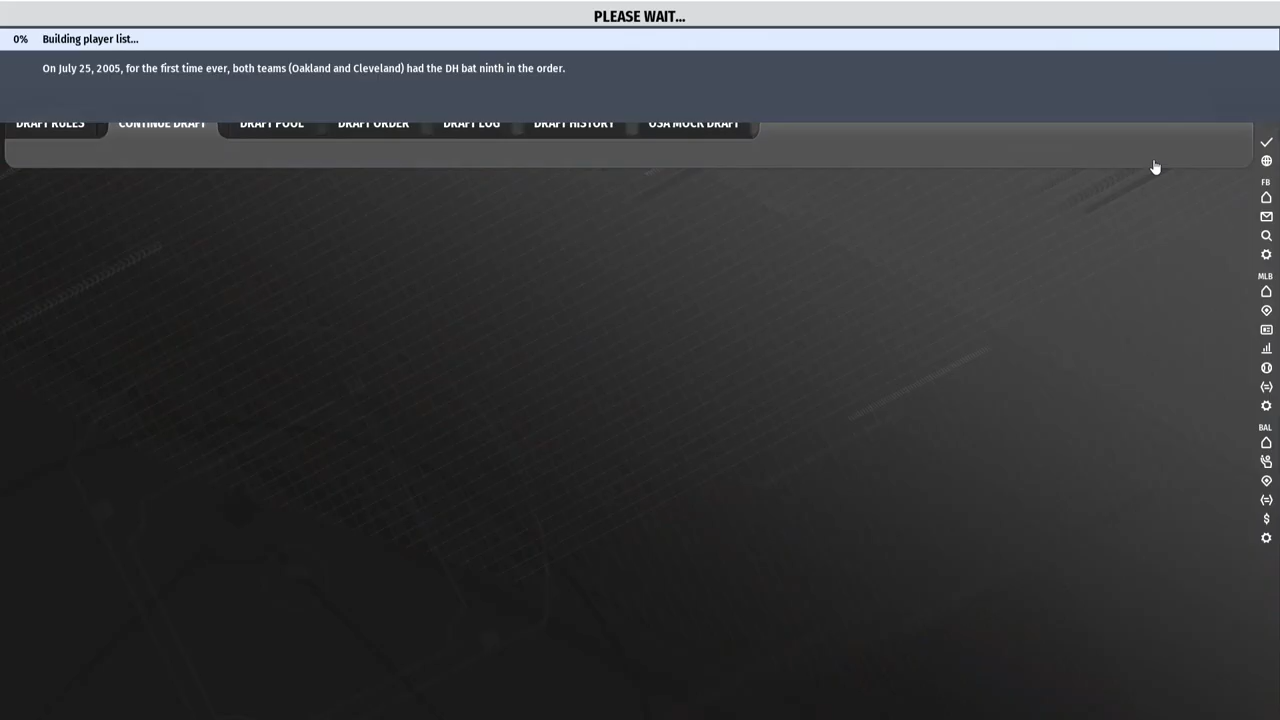 PLEASE WAIT...
0% Building player list...
On July 25, 2005, for the first time ever, both teams (Oakland and Cleveland) had the DH bat ninth in the order.
DRAFT RULES CONTINUE DRAFT DRAFT POOL DRAFT ORDER DRAFT LOG DRAFT HISTORY USA MOCK DRAFT
FB
MLB
BAL